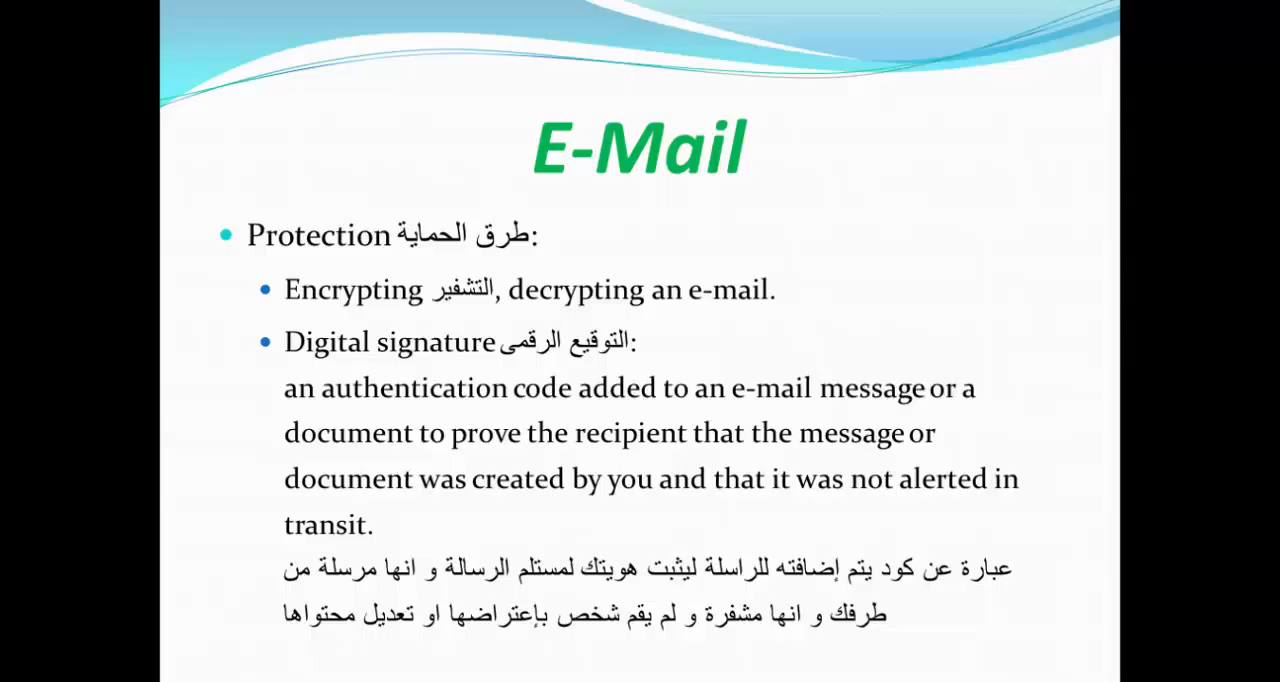 E-Mail
Protection طرق الحماية:
Encrypting التشفير, decrypting an e-mail.
Digital signature التوقيع الرقمى:
an authentication code added to an e-mail message or a
document to prove the recipient that the message or
document was created by you and that it was not alerted in
transit.
عبارة عن كود يتم إضافته للراسلة ليثبت هويتك لمستلم الرسالة و انها مرسلة من
طرفك و انها مشفرة و لم يقم شخص بإعتراضها او تعديل محتواها